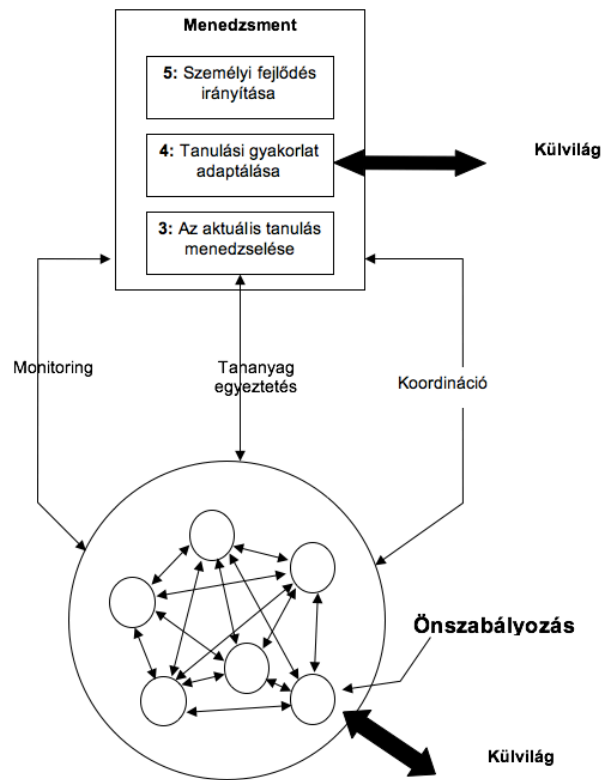 Menedzsment
5: Személyi fejlődés
irányítása
4: Tanulási gyakorlat
adaptálása
Külvilág
3: Az aktuális tanulás
menedzselése
Monitoring
Tananyag
egyeztetés
Koordináció
Önszabályozás
Külvilág